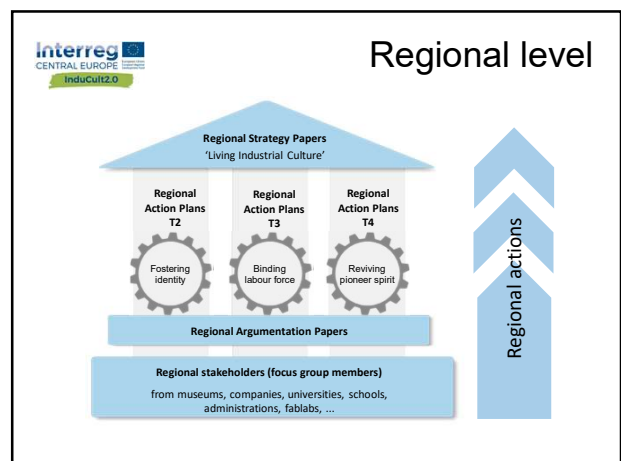 Interreg
CENTRAL EUROPE
InduCult2.0
Regional level
Regional Strategy Papers
'Living Industrial Culture'
Regional
Action Plans
T2
Regional
Action Plans
T3
Regional
Action Plans
T4
Fostering
identity
Binding
labour force
Reviving
pioneer spirit
Regional Argumentation Papers
Regional stakeholders (focus group members)
from museums, companies, universities, schools,
administrations, fablabs, ...
Regional actions